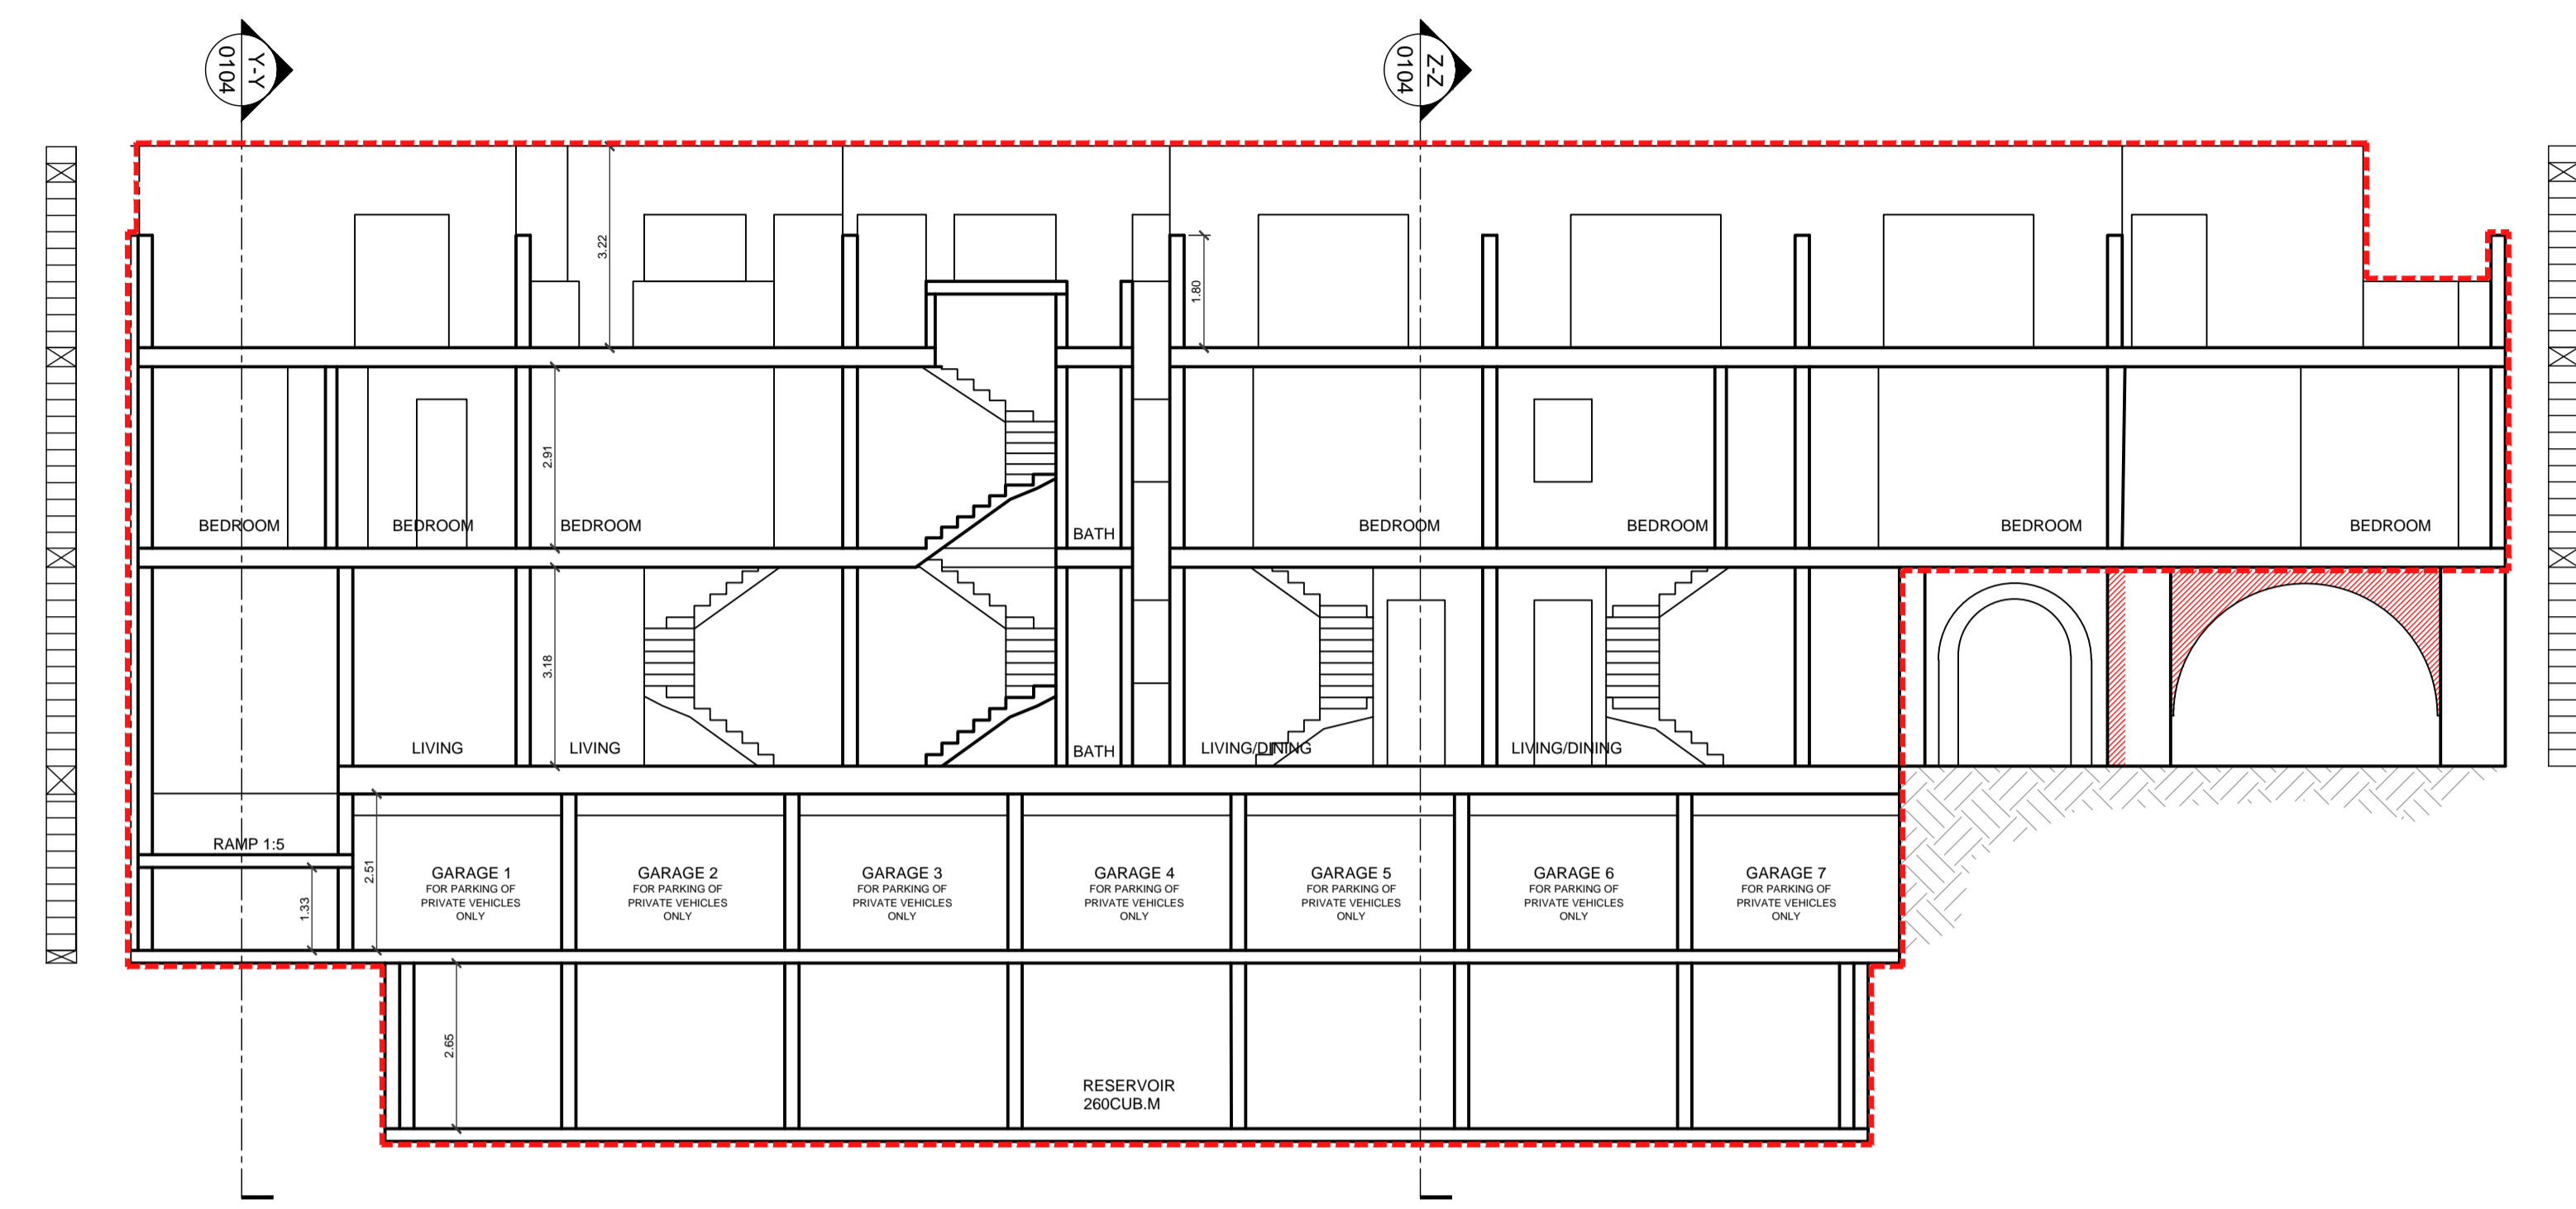 Y-Y
0104
Z-Z
0104
3.22
1.80
2.91
BEDROOM
BEDROOM
BEDROOM
BATH
BEDROOM
BEDROOM
BEDROOM
BEDROOM
3.18
LIVING
LIVING
BATH
LIVING/DINING
LIVING/DINING
RAMP 1:5
1.33
2.51
GARAGE 1
FOR PARKING OF
PRIVATE VEHICLES
ONLY
GARAGE 2
FOR PARKING OF
PRIVATE VEHICLES
ONLY
GARAGE 3
FOR PARKING OF
PRIVATE VEHICLES
ONLY
GARAGE 4
FOR PARKING OF
PRIVATE VEHICLES
ONLY
GARAGE 5
FOR PARKING OF
PRIVATE VEHICLES
ONLY
GARAGE 6
FOR PARKING OF
PRIVATE VEHICLES
ONLY
GARAGE 7
FOR PARKING OF
PRIVATE VEHICLES
ONLY
2.65
RESERVOIR
260CUB.M